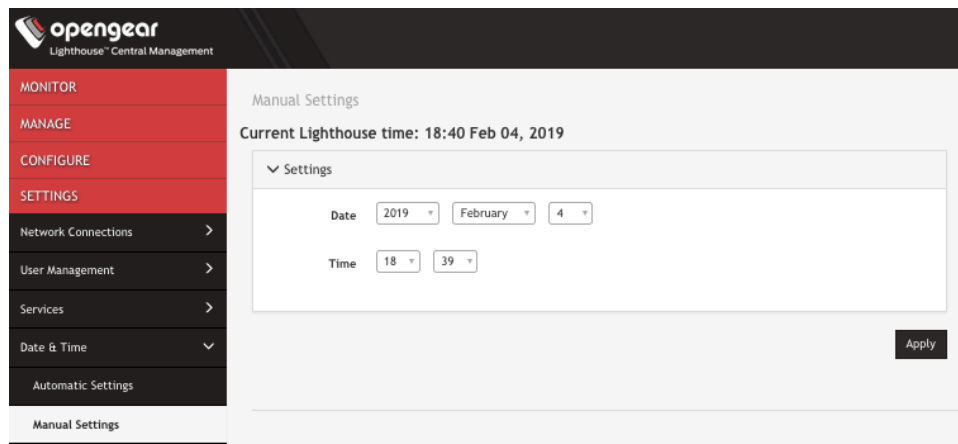 opengear
Lighthouse™ Central Management
MONITOR
MANAGE
CONFIGURE
SETTINGS
Network Connections
User Management
Services
Date & Time
Automatic Settings
Manual Settings
Manual Settings
Current Lighthouse time: 18:40 Feb 04, 2019
Settings
Date 2019 February 4
Time 18 39
Apply